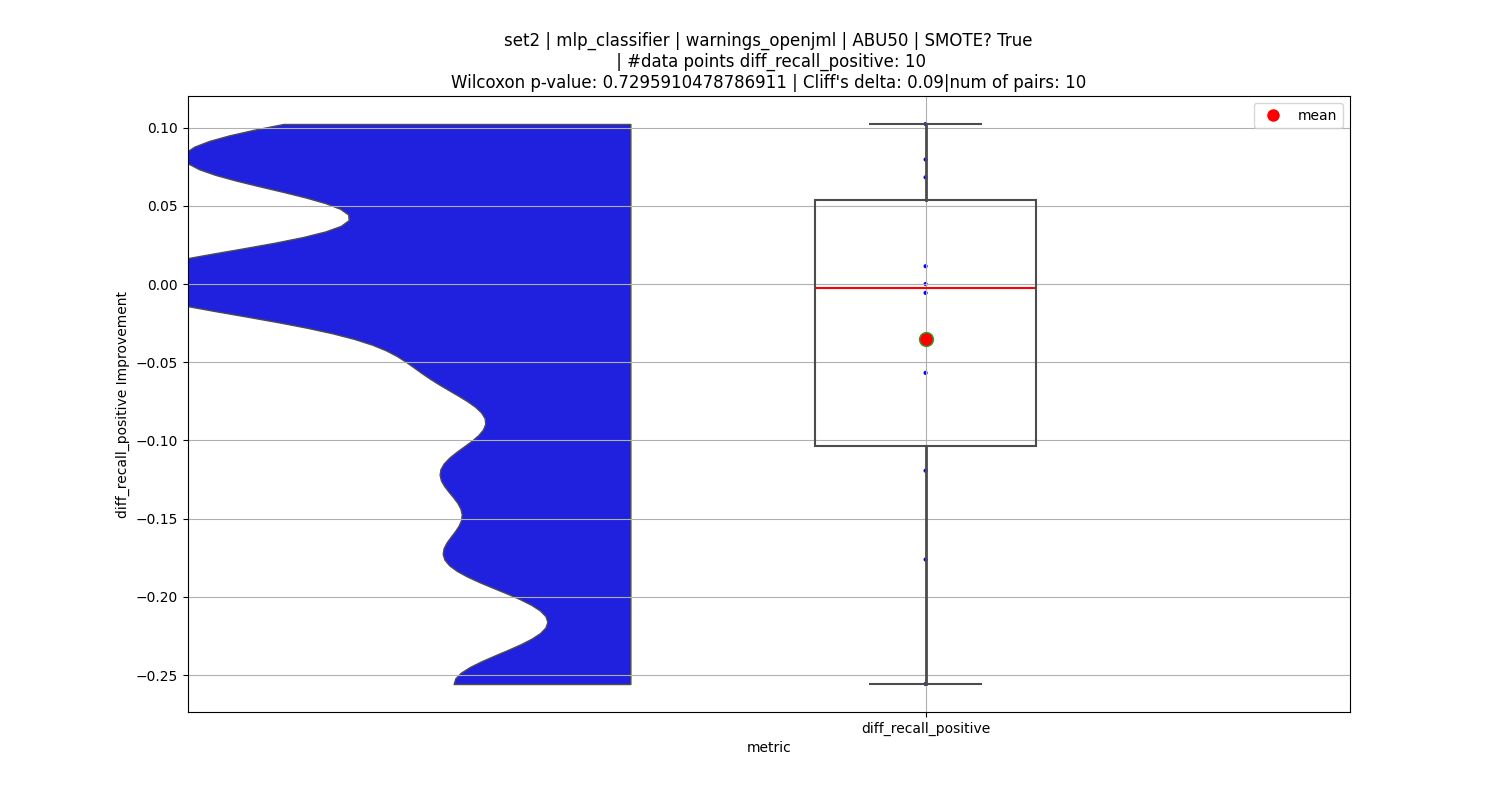 set2 | mlp_classifier | warnings_openjml | ABU50 | SMOTE? True
| #data points diff_recall_positive: 10
Wilcoxon p-value: 0.7295910478786911 | Cliff's delta: 0.09|num of pairs: 10
mean
0.10
0.05
0.00
−0.05
−0.10
−0.15
−0.20
−0.25
diff_recall_positive Improvement
diff_recall_positive
metric